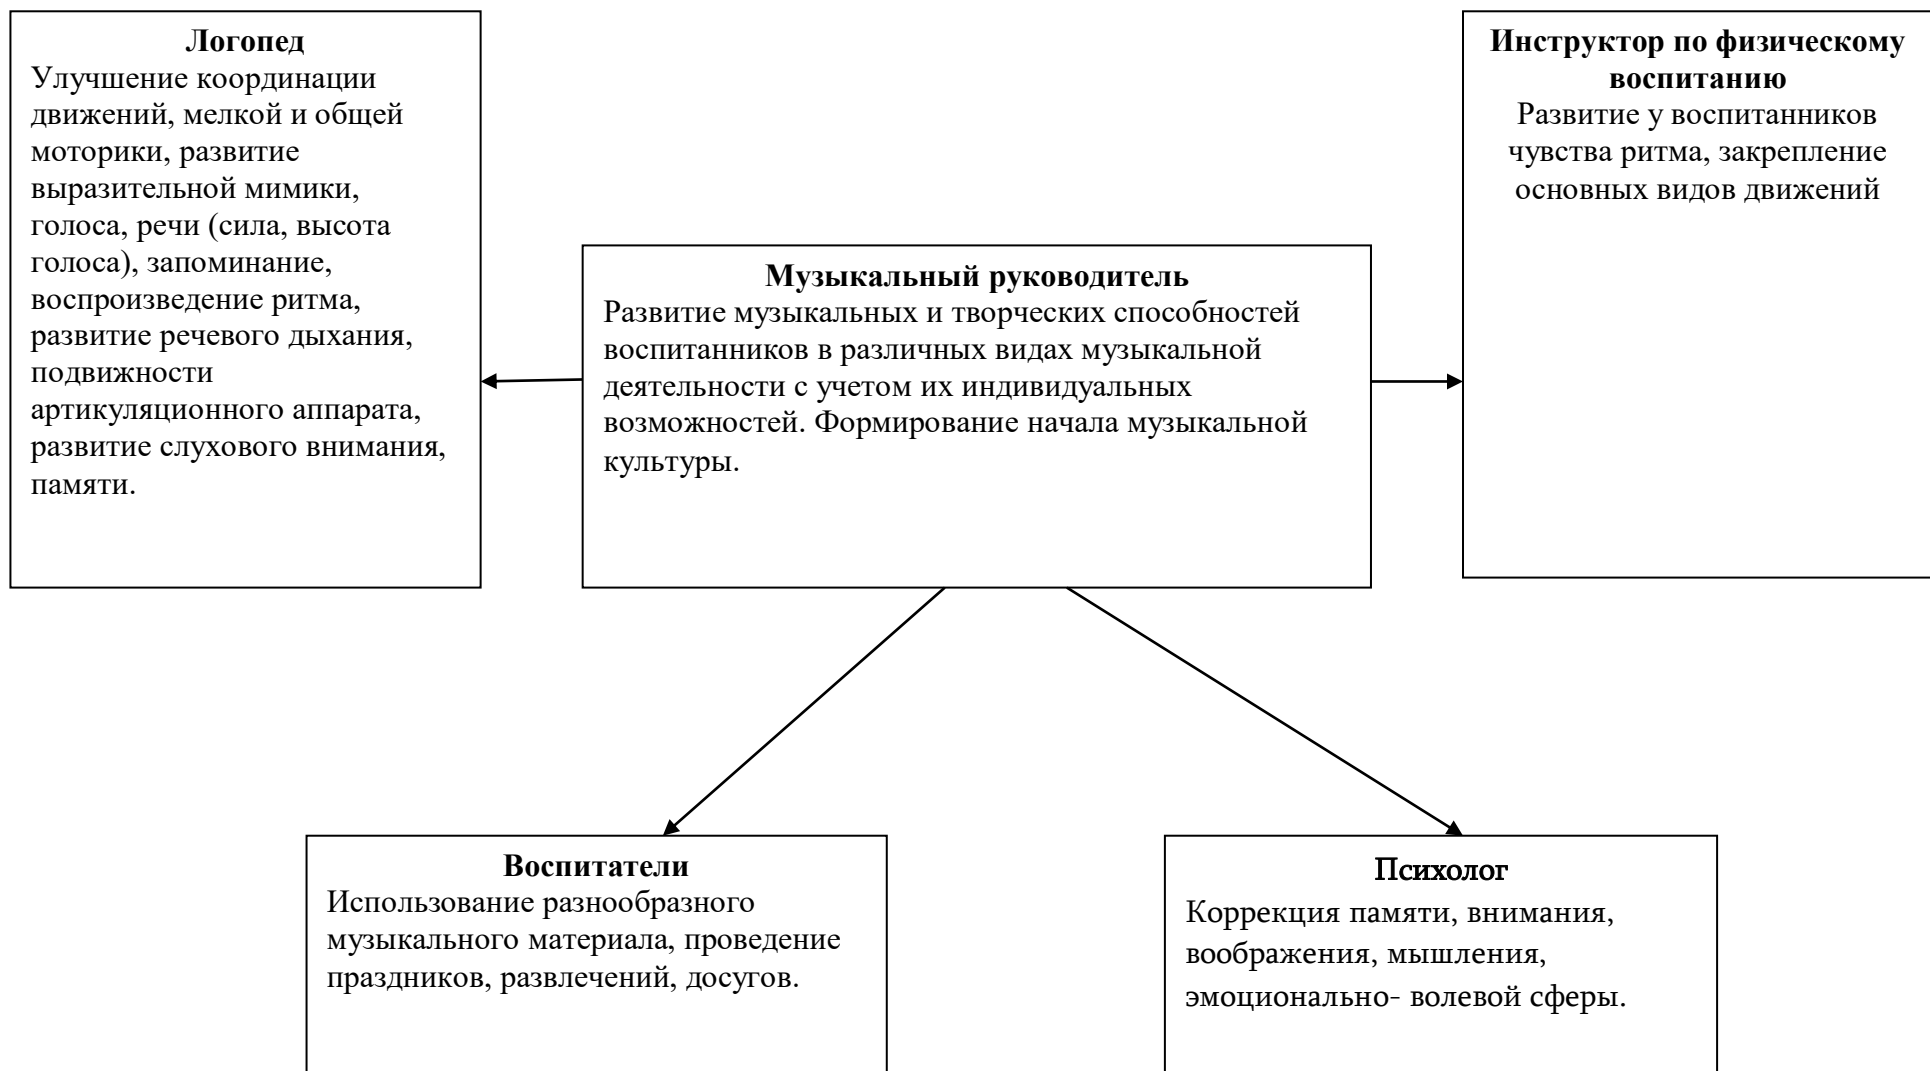 Логопед
Улучшение координации
движений, мелкой и общей
моторики, развитие
выразительной мимики,
голоса, речи (сила, высота
голоса), запоминание,
воспроизведение ритма,
развитие речевого дыхания,
подвижности
артикуляционного аппарата,
развитие слухового внимания,
памяти.
Музыкальный руководитель
Развитие музыкальных и творческих способностей
воспитанников в различных видах музыкальной
деятельности с учетом их индивидуальных
возможностей. Формирование начала музыкальной
культуры.
Инструктор по физическому
воспитанию
Развитие у воспитанников
чувства ритма, закрепление
основных видов движений
Воспитатели
Использование разнообразного
музыкального материала, проведение
праздников, развлечений, досугов.
Психолог
Коррекция памяти, внимания,
воображения, мышления,
эмоционально- волевой сферы.